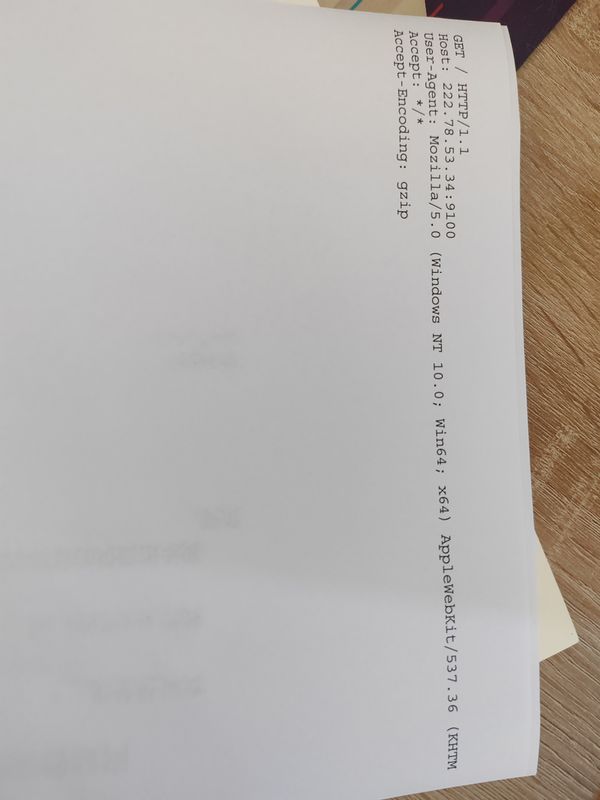 GET / HTTP/1.1
Host: 222.78.53.34:9100
User-Agent: Mozilla/5.0 (Windows NT 10.0; Win64; x64) AppleWebKit/537.36 (KHTM
Accept: */*
Accept-Encoding: gzip